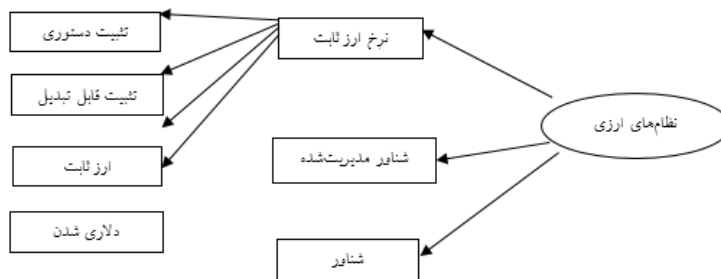 نظام‌های ارزی
نرخ ارز ثابت
شناور مدیریت‌شده
شناور
تثبیت دستوری
تثبیت قابل تبدیل
ارز ثابت
دلاری شدن